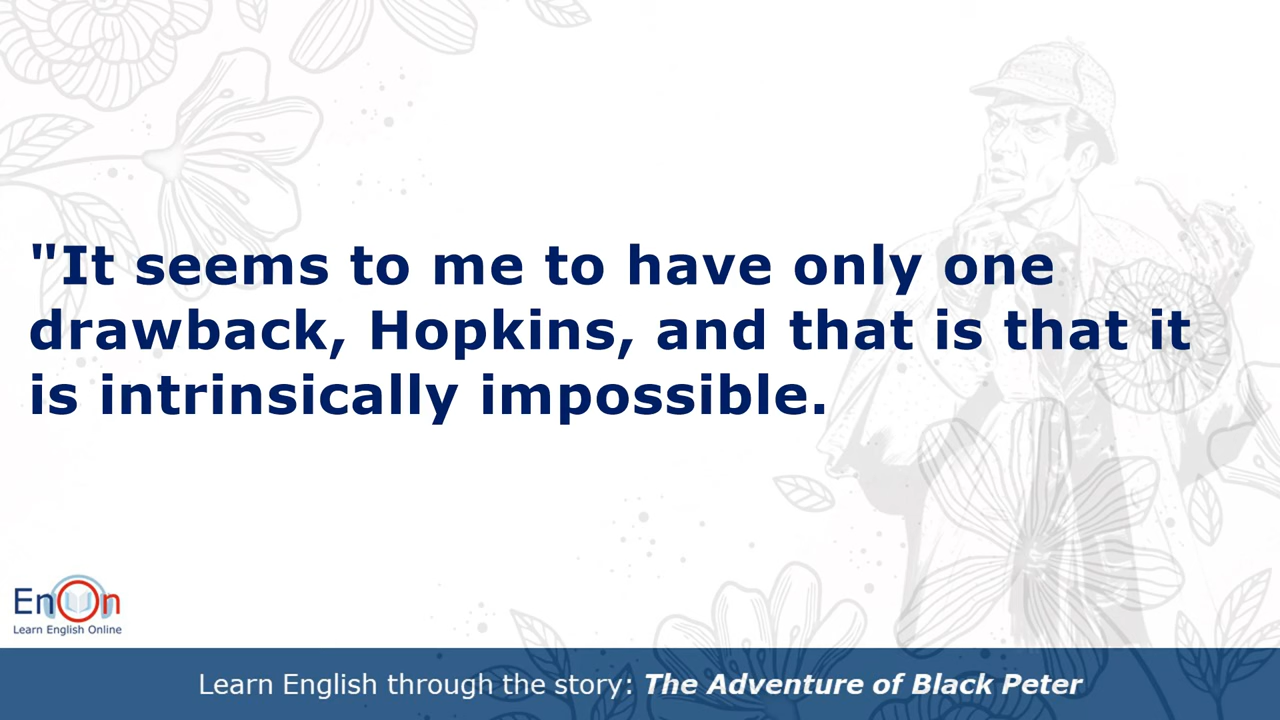 "It seems to me to have only one
drawback, Hopkins, and that is that it
is intrinsically impossible.
EnOn
Learn English Online
Learn English through the story: The Adventure of Black Peter